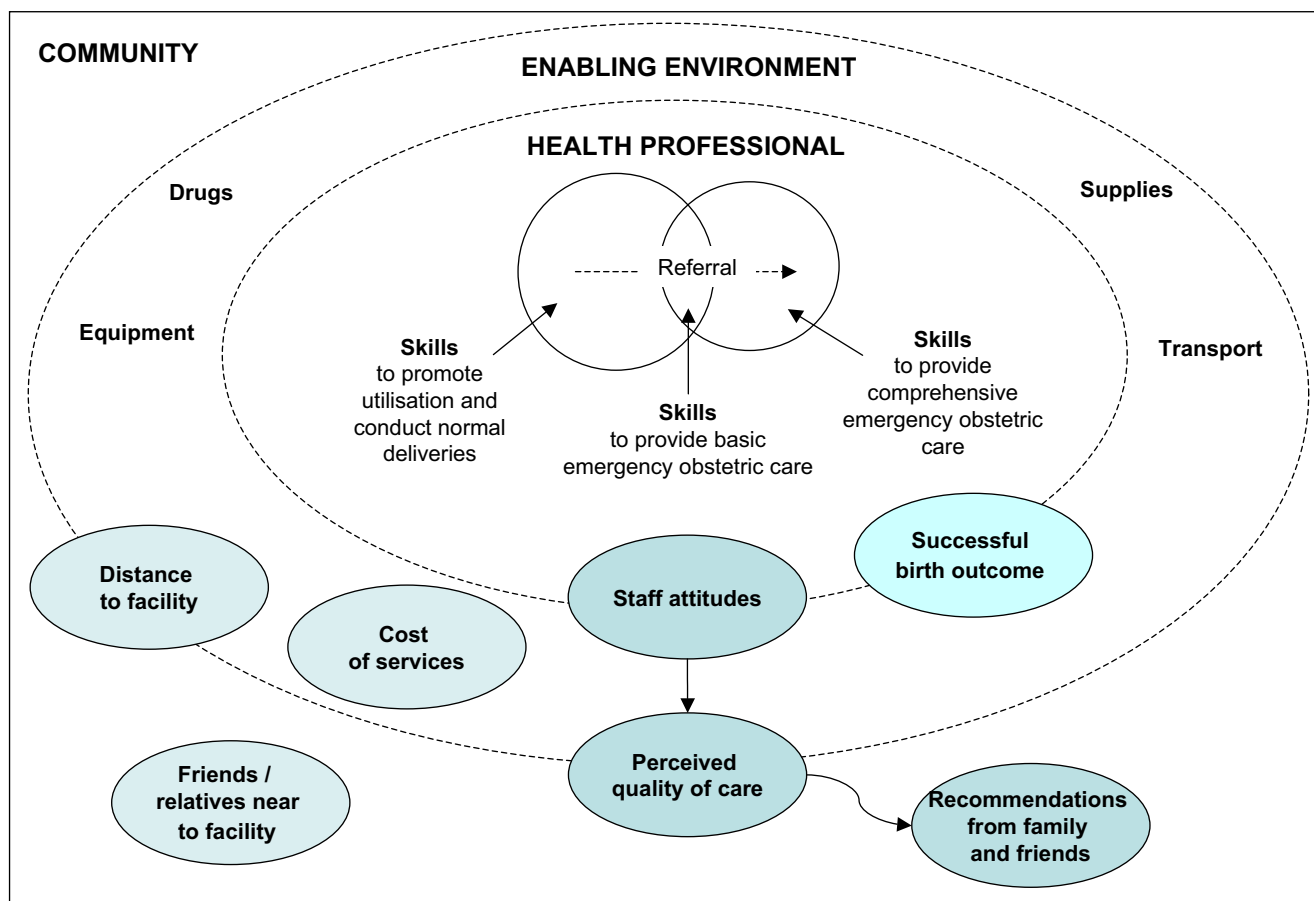 COMMUNITY
ENABLING ENVIRONMENT
HEALTH PROFESSIONAL
Drugs
Supplies
Referral
Equipment
Transport
Skills
to promote
utilisation and
conduct normal
deliveries
Skills
to provide basic
emergency obstetric care
Skills
to provide
comprehensive
emergency obstetric
care
Successful
birth outcome
Distance
to facility
Staff attitudes
Cost
of services
Perceived
quality of care
Friends /
relatives near
to facility
Recommendations
from family
and friends